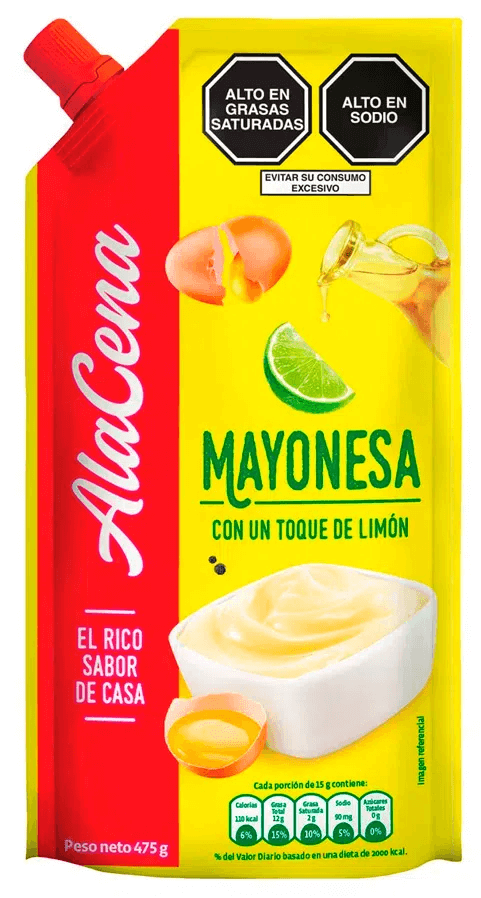 ALTO EN
GRASAS
SATURADAS
ALTO EN
SODIO
EVITAR SU CONSUMO
EXCESIVO
AlaCena
MAYONESA
CON UN TOQUE DE LIMÓN
EL RICO
SABOR
DE CASA
Imagen referencial
Cada porción de 15 g contiene:
Calorías
110 kcal
6%
Grasa
Total
12g
15%
Grasa
Saturada
2g
10%
Sodio
90 mg
5%
Azúcares
Totales
0g
0%
Peso neto 475 g
% del Valor Diario basado en una dieta de 2000 kcal.